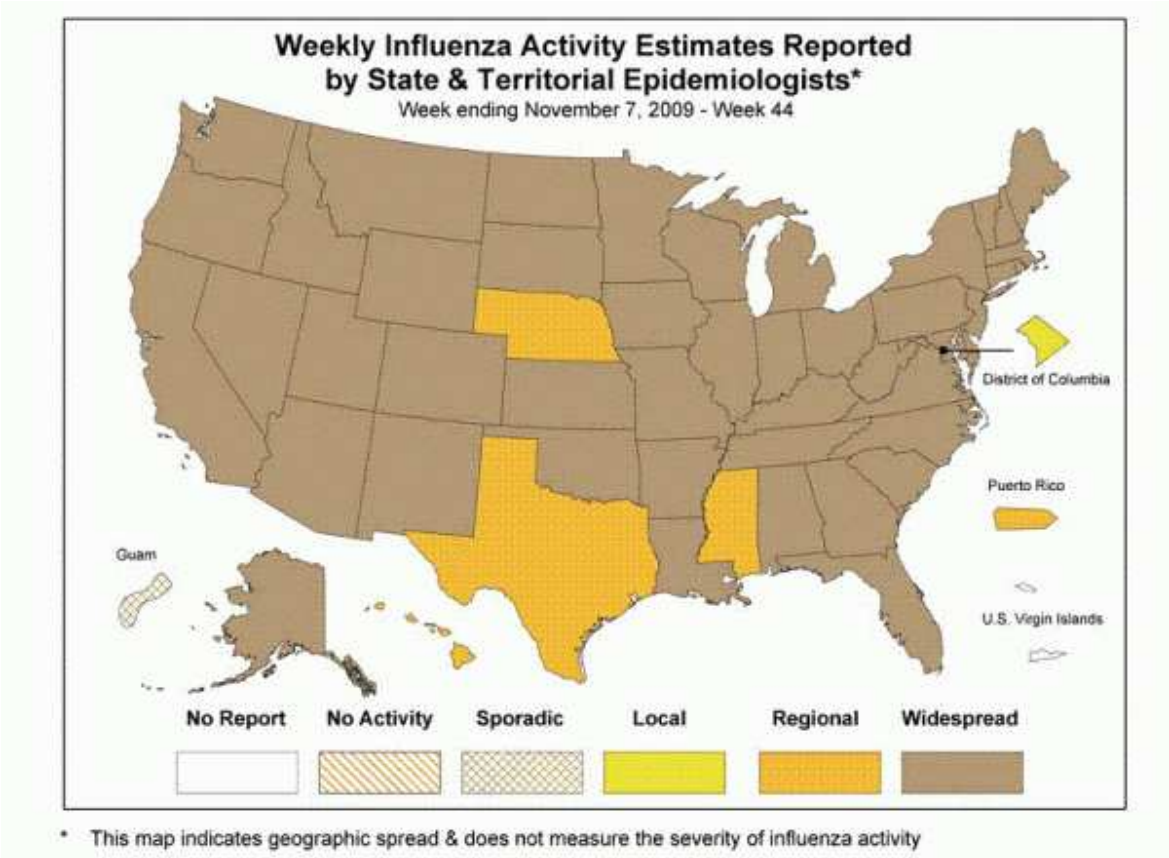 Weekly Influenza Activity Estimates Reported
by State & Territorial Epidemiologists*
Week ending November 7, 2009 - Week 44
District of Columbia
Puerto Rico
Guam
U.S. Virgin Islands
No Report No Activity Sporadic Local Regional Widespread
* This map indicates geographic spread & does not measure the severity of influenza activity